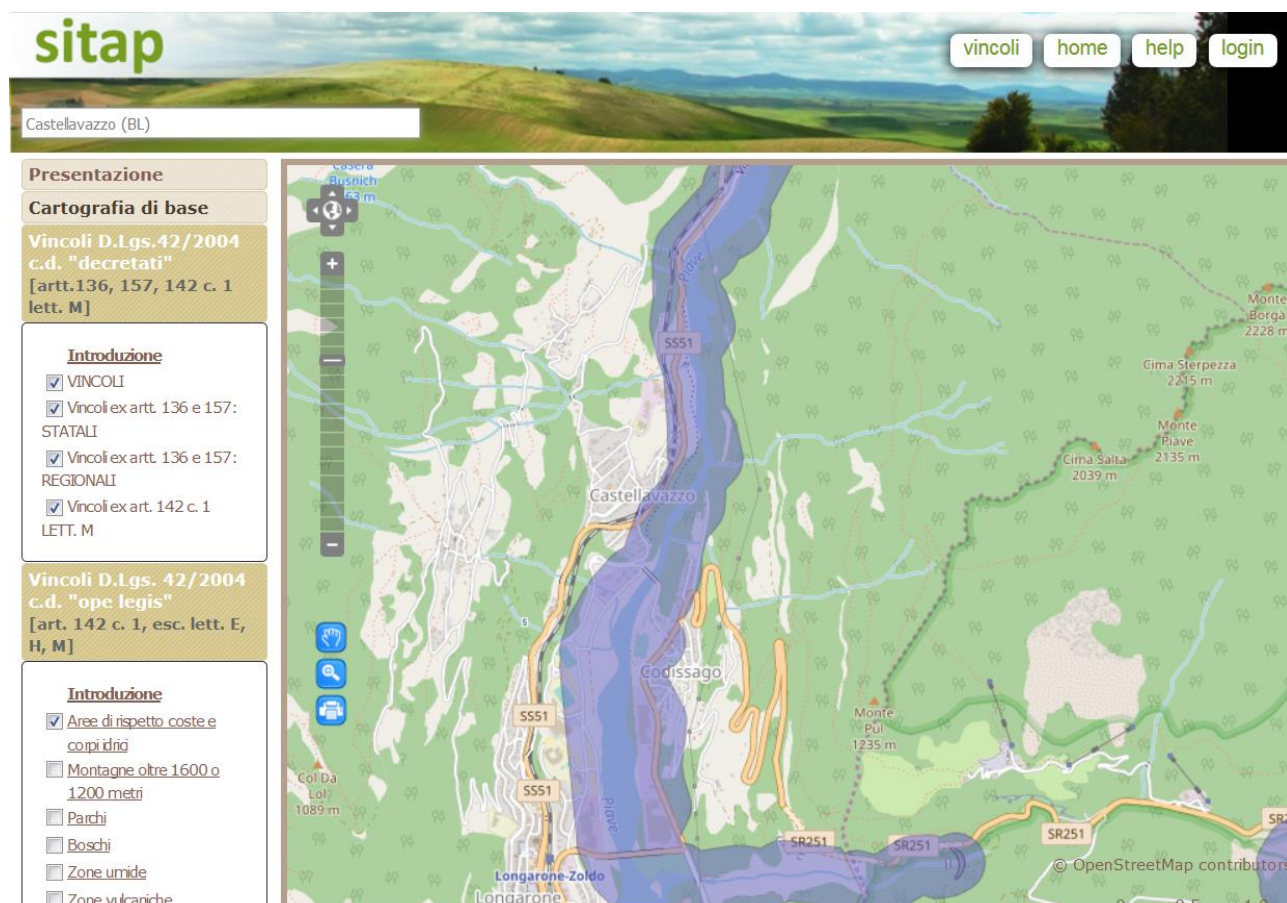 sitap
vincoli
home
help
login
Castellavazzo (BL)
Presentazione
Cartografia di base
Vincoli D.Lgs.42/2004
c.d. "decretati"
[artt.136, 157, 142 c. 1
lett. M]
Introduzione
VINCOLI
Vincoli ex artt. 136 e 157:
STATALI
Vincoli ex artt. 136 e 157:
REGIONALI
Vincoli ex art. 142 c. 1
LETT. M
Vincoli D.Lgs. 42/2004
c.d. "ope legis"
[art. 142 c. 1, esc. lett. E,
H, M]
Introduzione
Aree di rispetto coste e
corpi idrici
Montagne oltre 1600 o
1200 metri
Parchi
Boschi
Zone umide
Zone vulcaniche
Casera
Busnich
63 m
Piave
SS51
Monte
Borgà
2228 m
Cima Sterpezza
2215 m
Monte
Piave
2135 m
Cima Salta
2039 m
Castellavazzo
Codissago
SS51
Monte
Pul
1235 m
Col Da
Lol
1089 m
SS51
Piave
SR251
SR251
SR251
Longarone-Zoldo
Longarone
© OpenStreetMap contributors